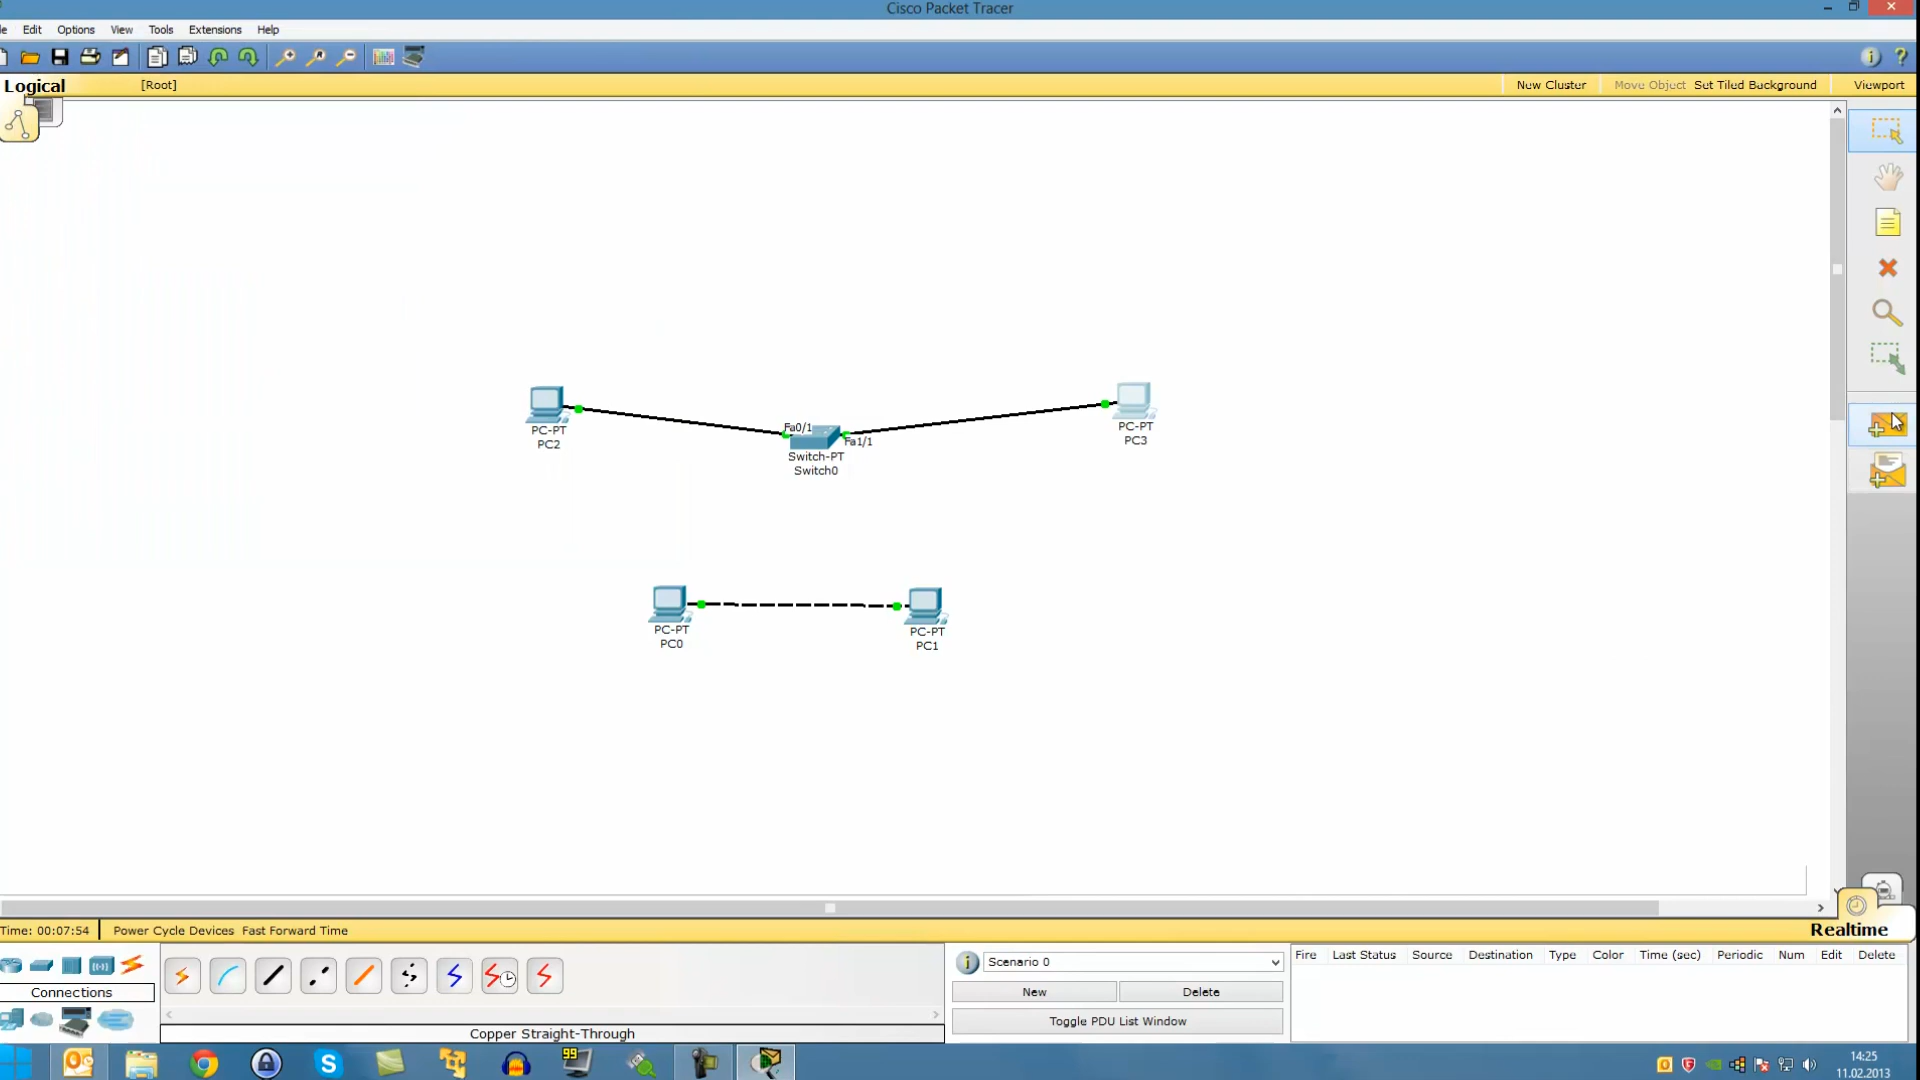 Cisco Packet Tracer
Edit Options View Tools Extensions Help
Logical [Root] New Cluster Move Object Set Tiled Background Viewport
PC-PT
PC2
Fa0/1
Fa1/1
Switch-PT
Switch0
PC-PT
PC3
PC-PT
PC0
PC-PT
PC1
Time: 00:07:54 Power Cycle Devices Fast Forward Time Realtime
Connections
Copper Straight-Through
Scenario 0
New Delete
Toggle PDU List Window
Fire Last Status Source Destination Type Color Time (sec) Periodic Num Edit Delete
99
14:25
11.02.2013